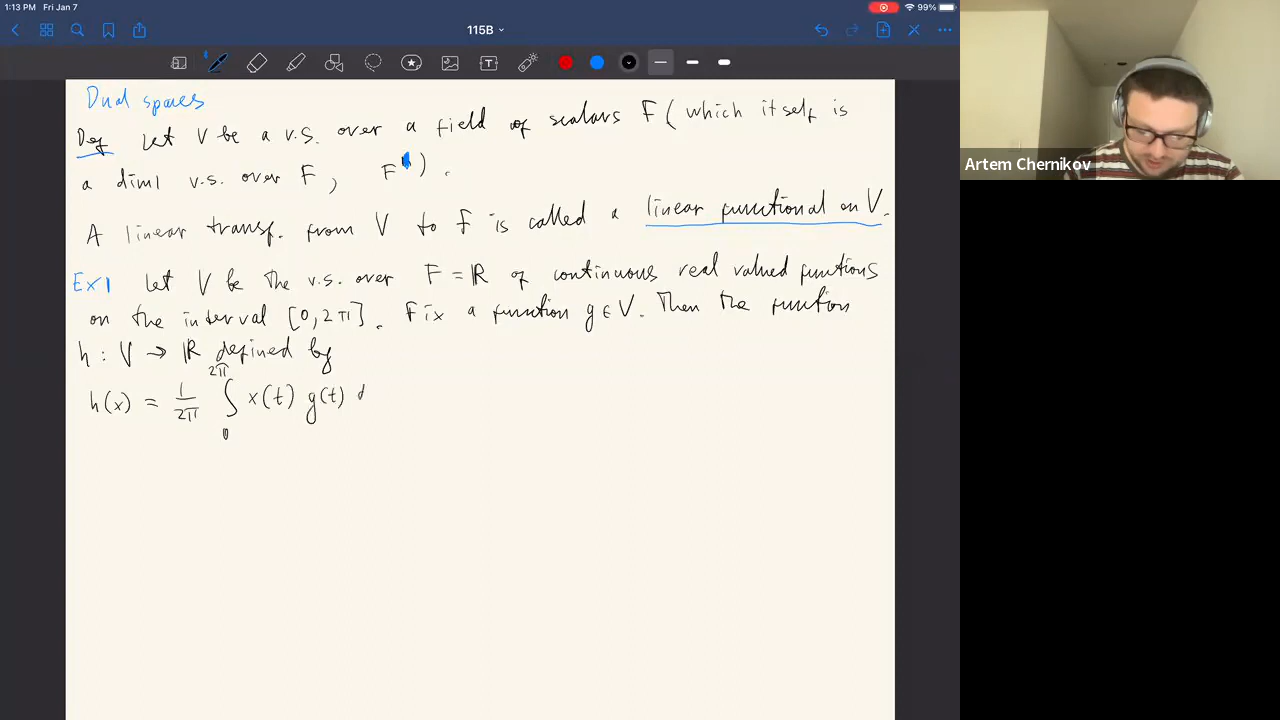 1:13 PM Fri Jan 7
99%
115B
Dual spaces
Def Let V be a v.s. over a field of scalars F (which itself is
a dim 1 v.s. over F, F¹).
A linear transf. from V to F is called a linear functional on V.
Ex 1 Let V be the v.s. over F = ℝ of continuous real valued functions
on the interval [0, 2π]. Fix a function g ∈ V. Then the function
h : V → ℝ defined by
h(x) = 1/2π ∫₀^2π x(t) g(t) d
Artem Chernikov